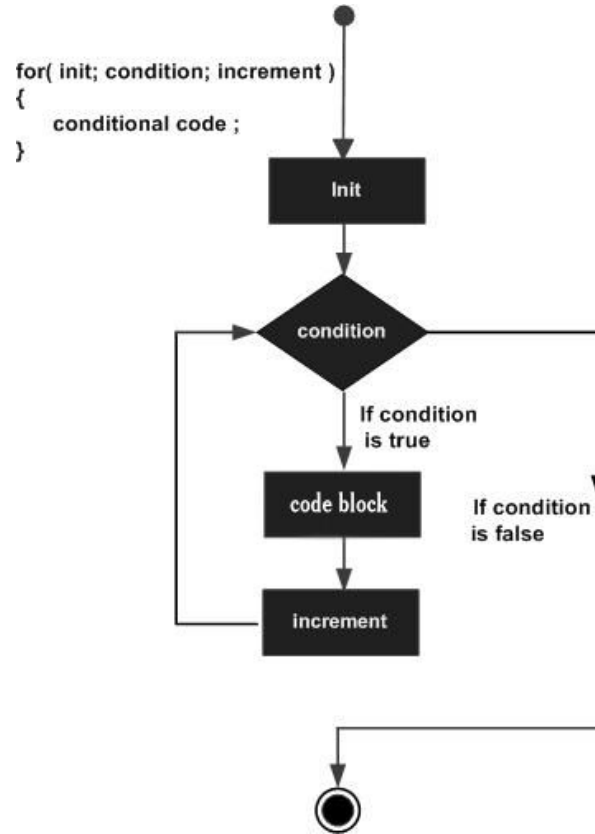 for( init; condition; increment )
{
conditional code ;
}
Init
condition
If condition
is true
code block
If condition
is false
increment